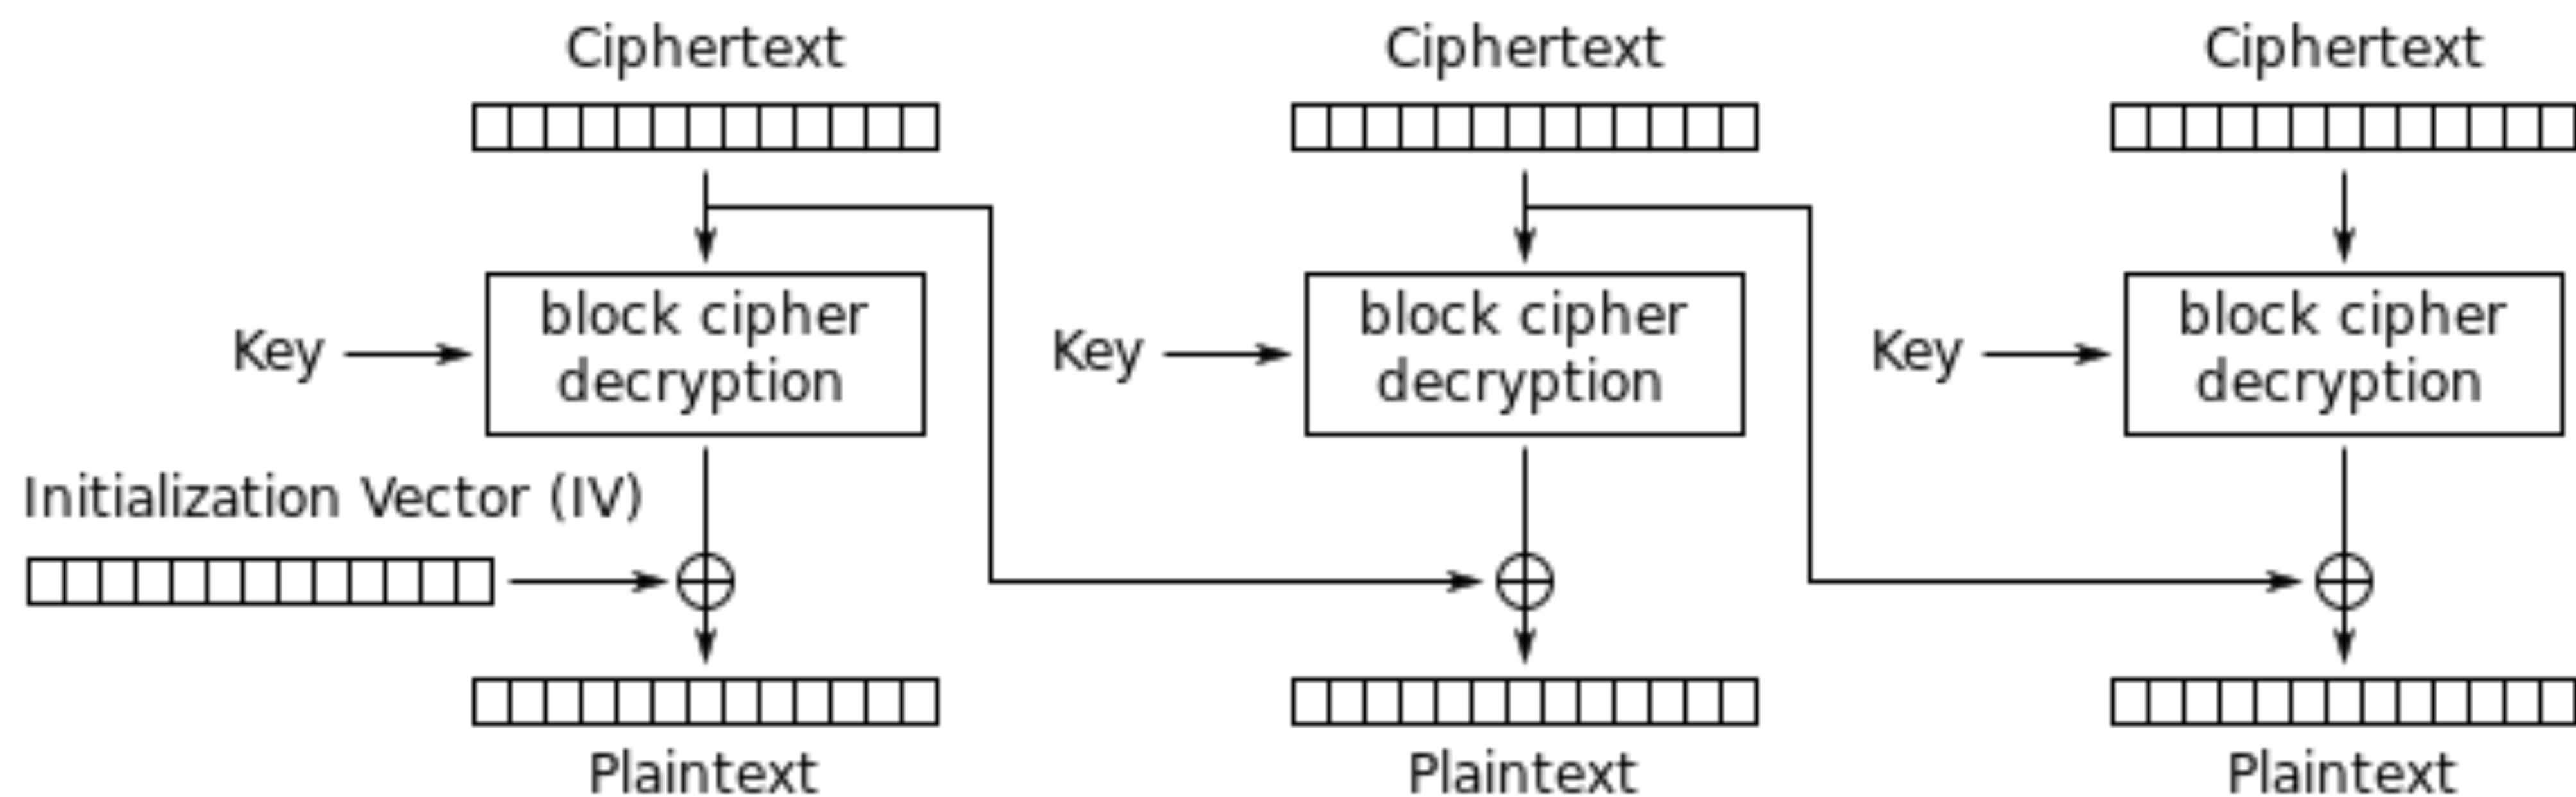 Ciphertext
Ciphertext
Ciphertext
Key
block cipher
decryption
Key
block cipher
decryption
Key
block cipher
decryption
Initialization Vector (IV)
Plaintext
Plaintext
Plaintext